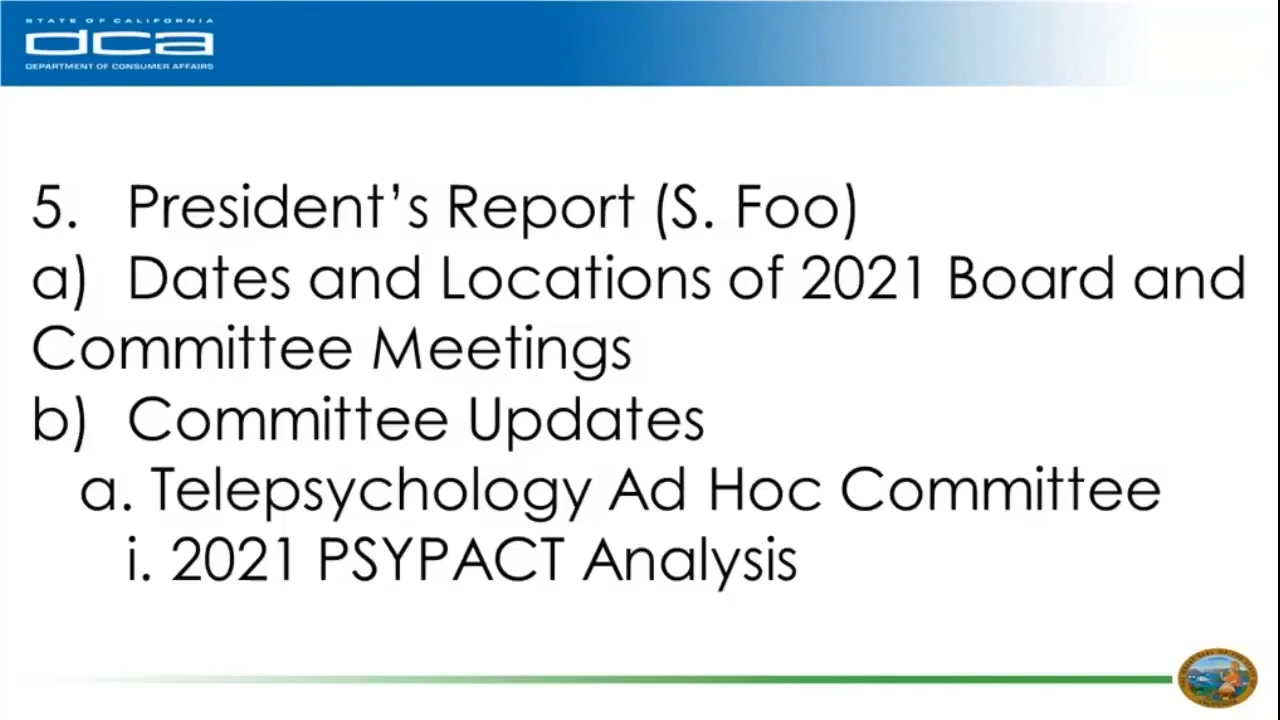 STATE OF CALIFORNIA
dca
DEPARTMENT OF CONSUMER AFFAIRS
5. President’s Report (S. Foo)
a) Dates and Locations of 2021 Board and
Committee Meetings
b) Committee Updates
a. Telepsychology Ad Hoc Committee
i. 2021 PSYPACT Analysis